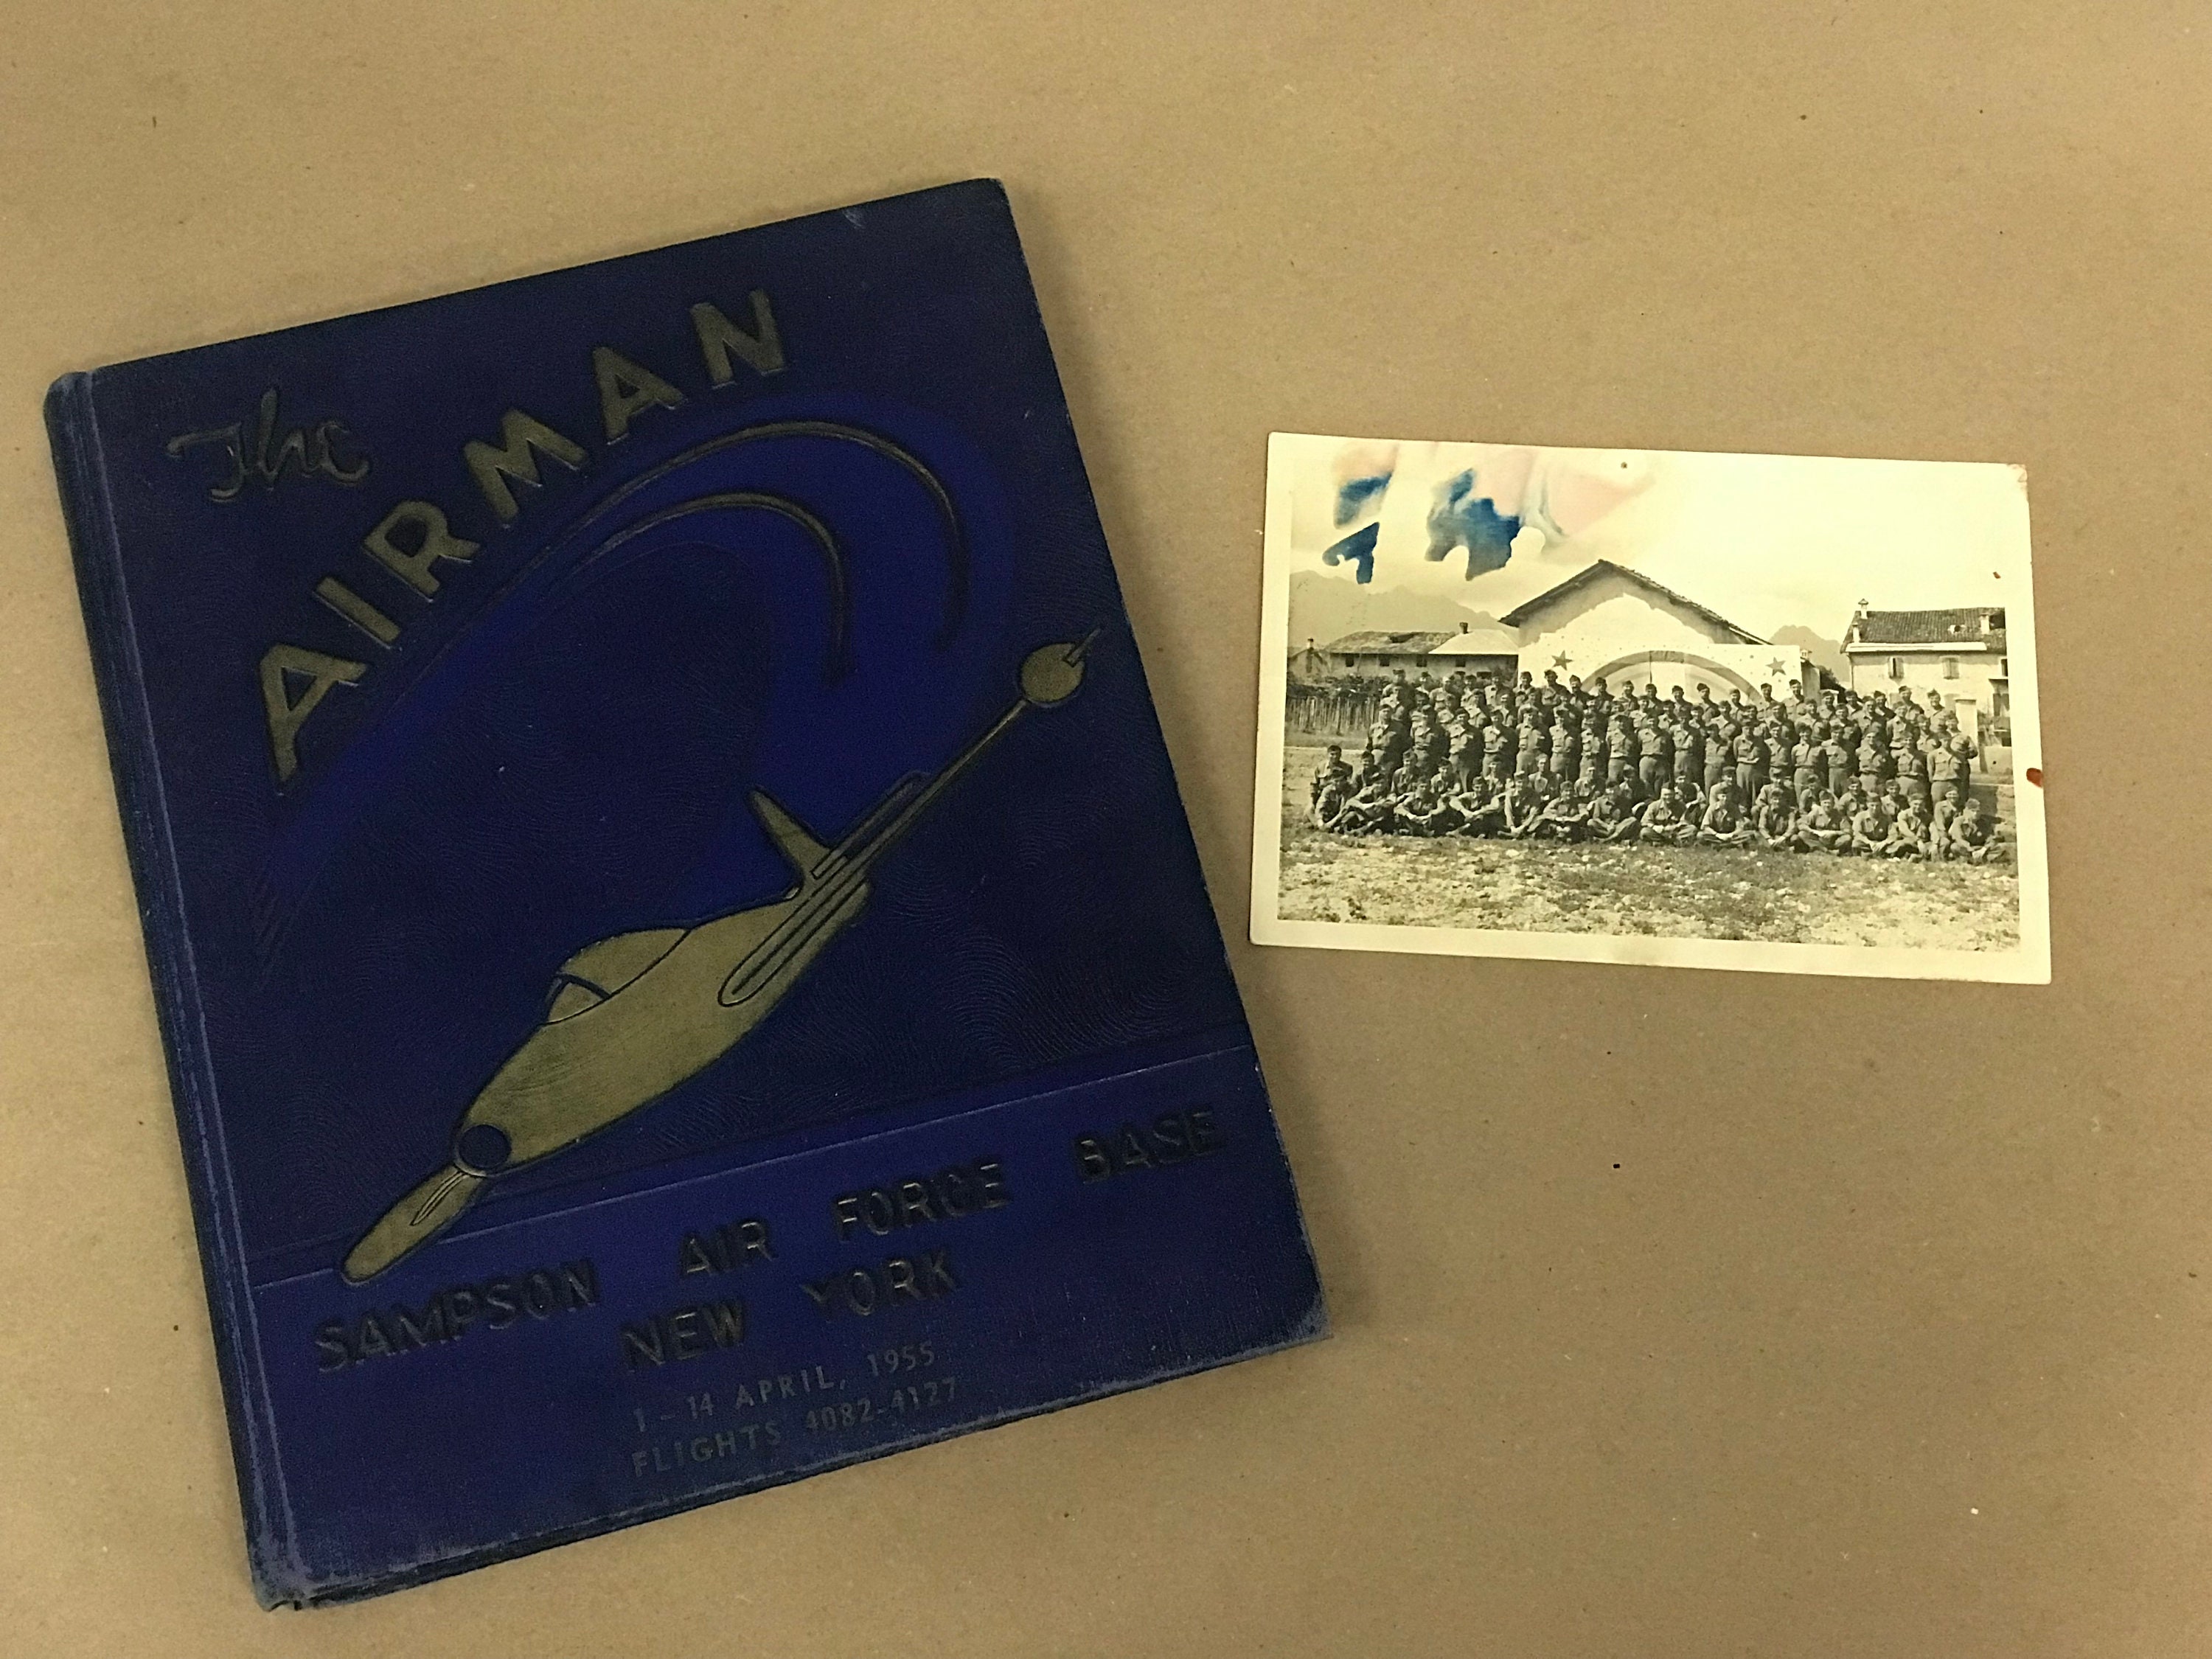 The
AIRMAN
SAMPSON AIR FORCE BASE
NEW YORK
1-14 APRIL, 1955
FLIGHTS 4082-4127